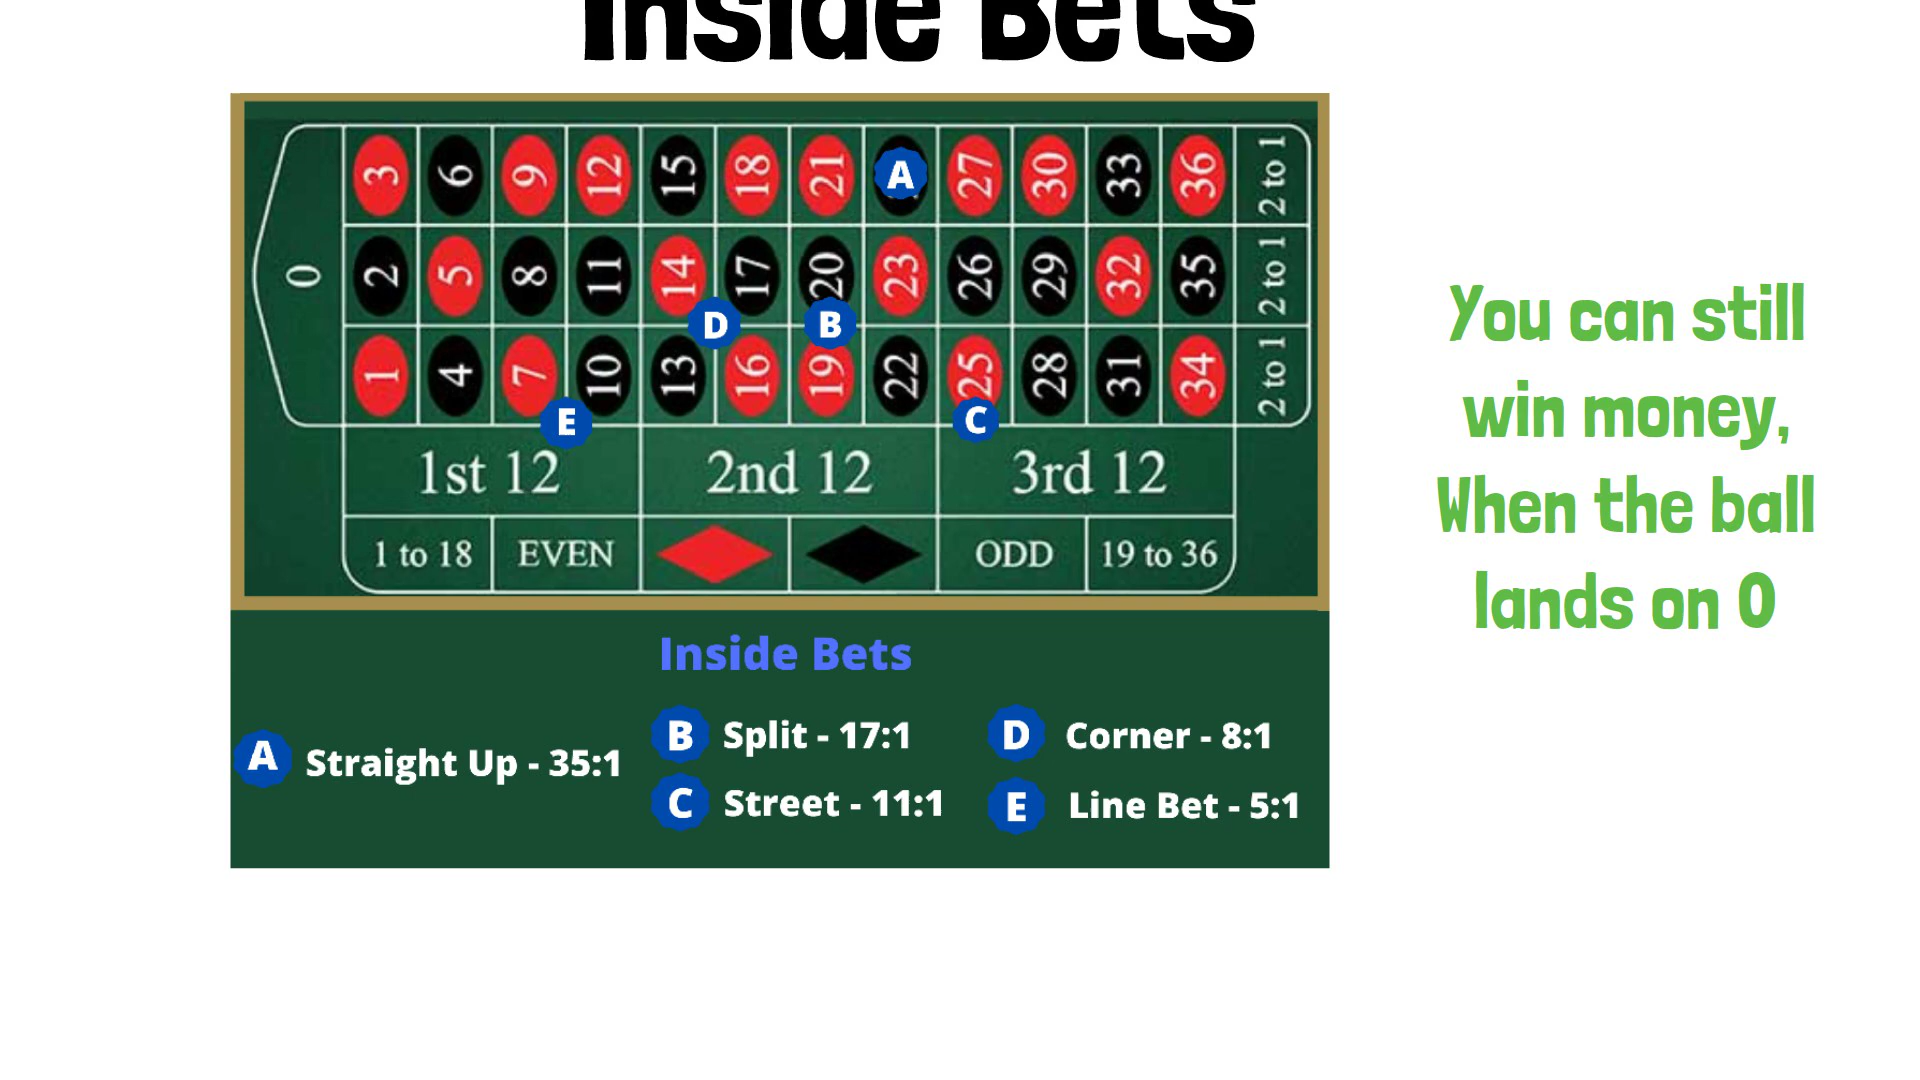 Inside Bets
3 6 9 12 15 18 21 A 27 30 33 36 2 to 1
0 2 5 8 11 14 17 20 23 26 29 32 35 2 to 1
D B
1 4 7 10 13 16 19 22 25 28 31 34 2 to 1
E C
1st 12 2nd 12 3rd 12
1 to 18 EVEN ODD 19 to 36
Inside Bets
A Straight Up - 35:1
B Split - 17:1
C Street - 11:1
D Corner - 8:1
E Line Bet - 5:1
You can still
win money,
When the ball
lands on 0